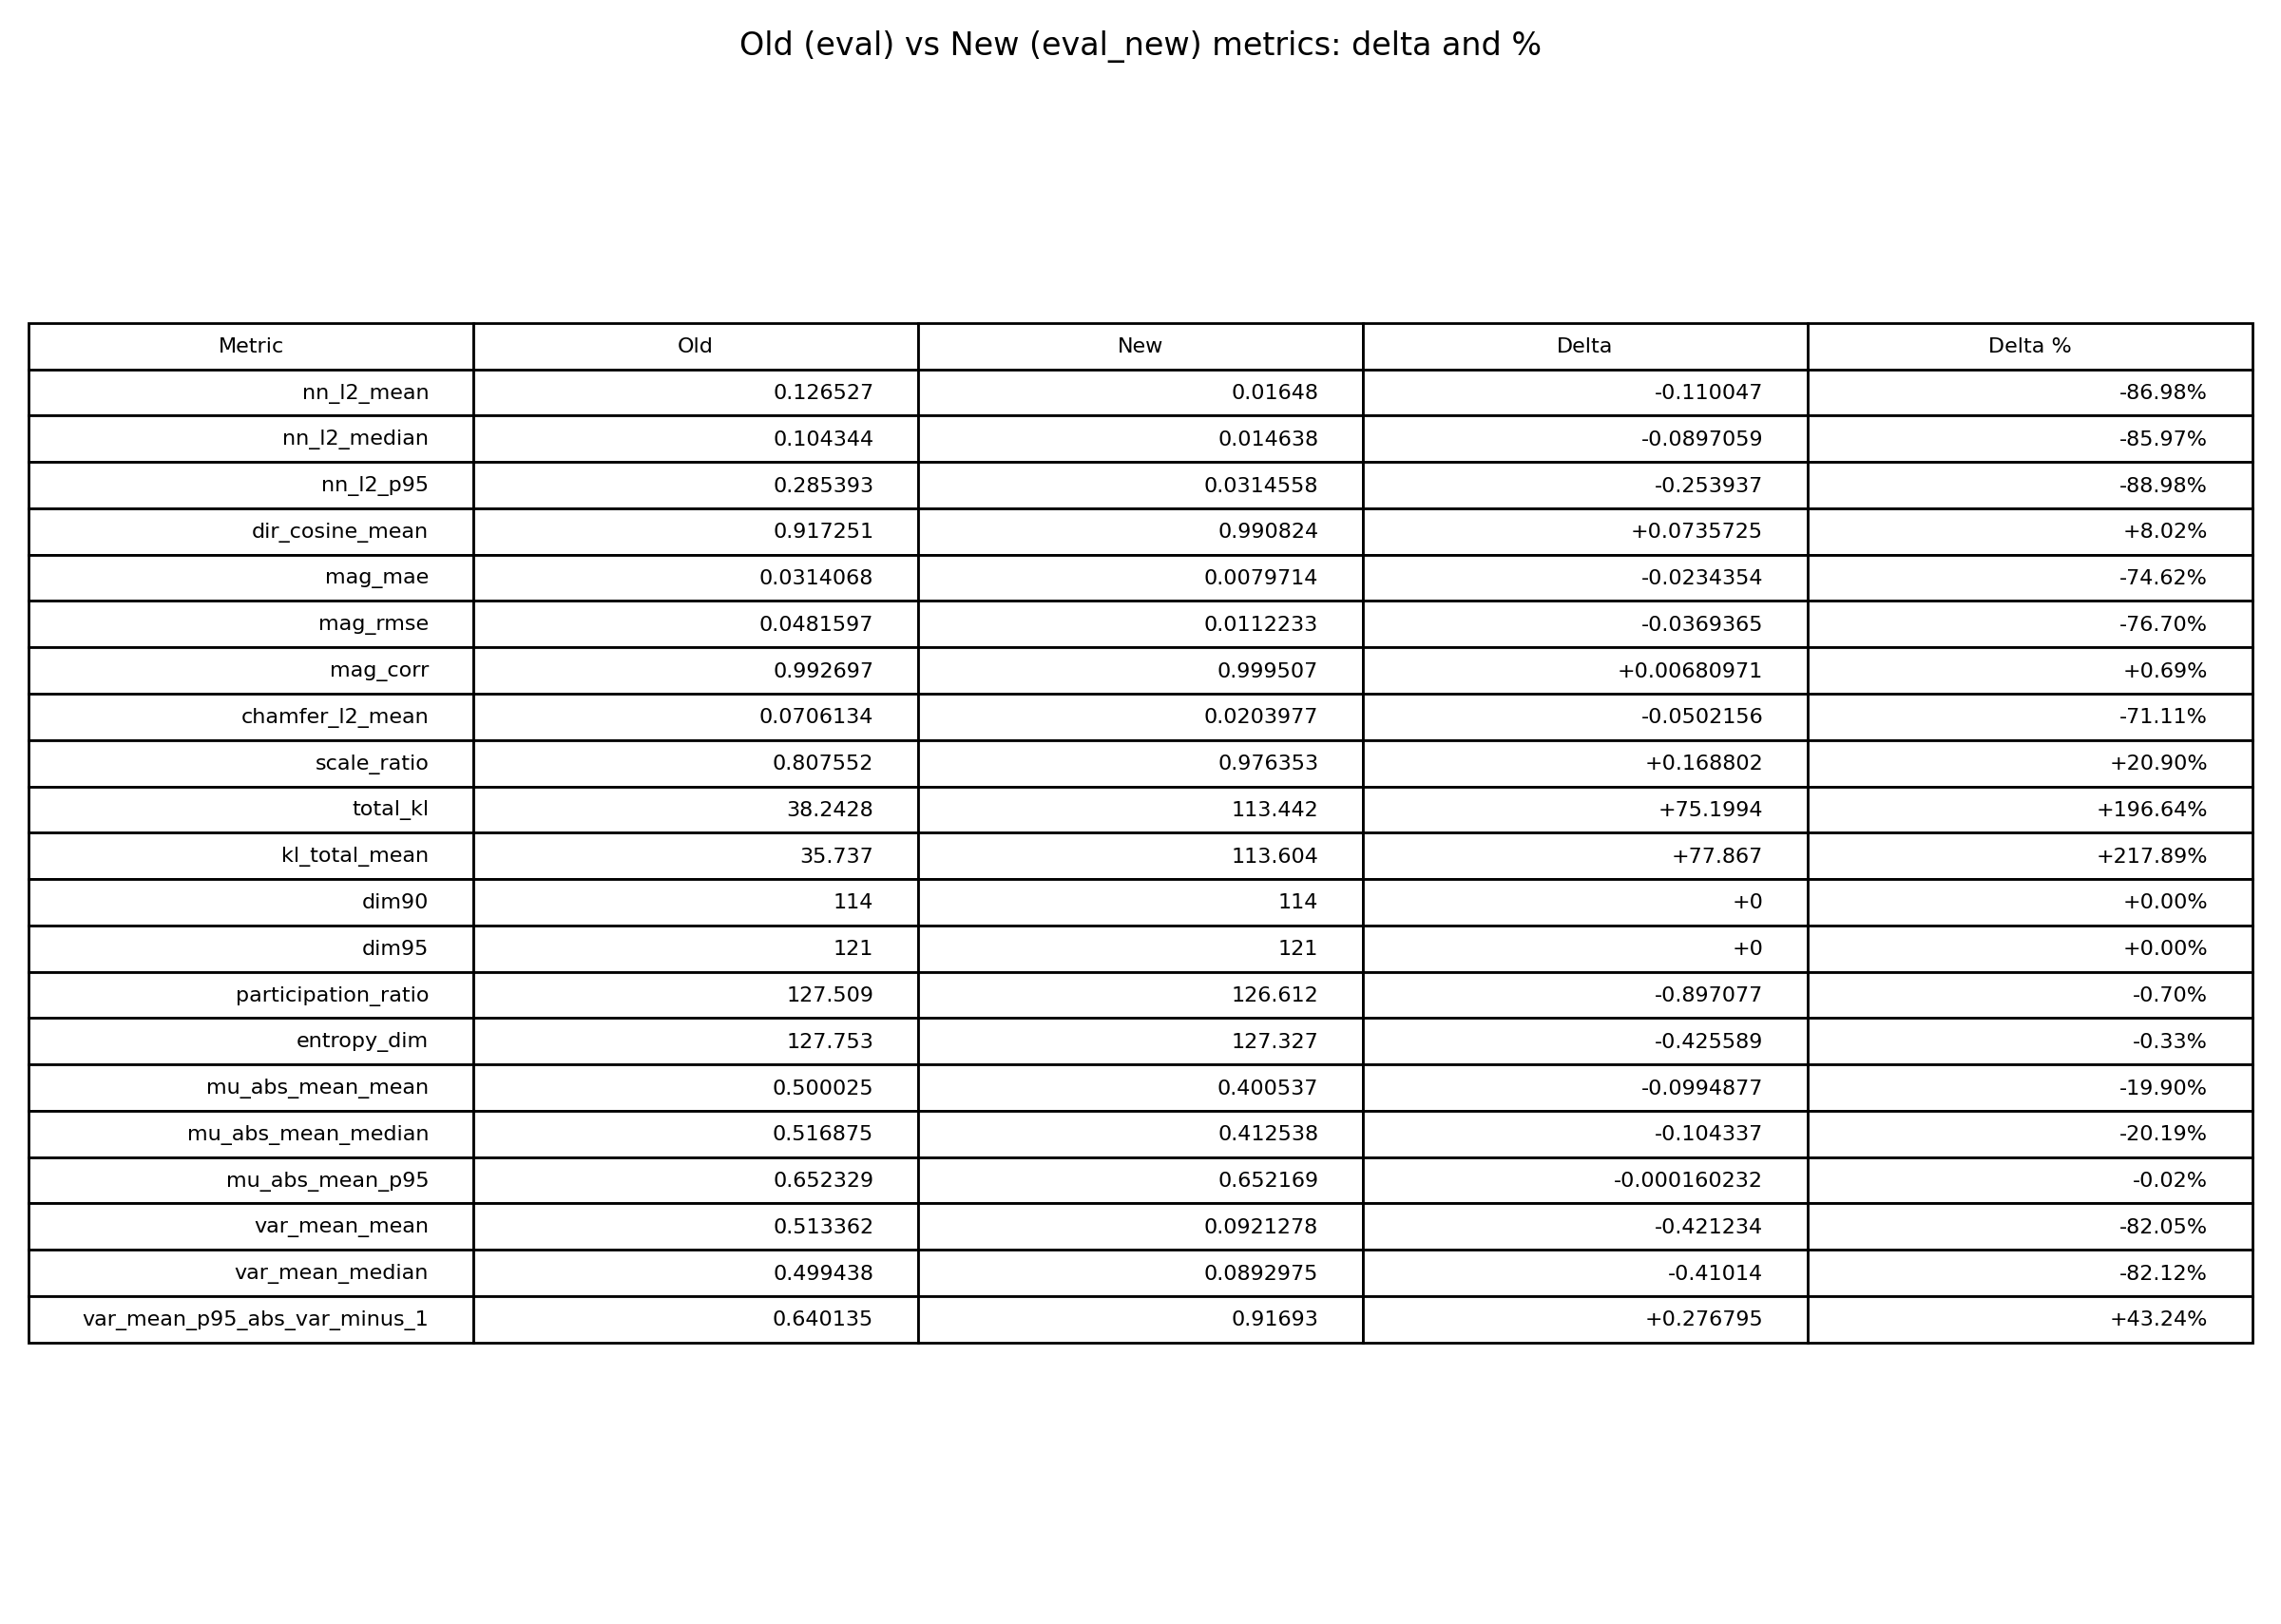 Old (eval) vs New (eval_new) metrics: delta and %
Metric Old New Delta Delta %
nn_l2_mean 0.126527 0.01648 -0.110047 -86.98%
nn_l2_median 0.104344 0.014638 -0.0897059 -85.97%
nn_l2_p95 0.285393 0.0314558 -0.253937 -88.98%
dir_cosine_mean 0.917251 0.990824 +0.0735725 +8.02%
mag_mae 0.0314068 0.0079714 -0.0234354 -74.62%
mag_rmse 0.0481597 0.0112233 -0.0369365 -76.70%
mag_corr 0.992697 0.999507 +0.00680971 +0.69%
chamfer_l2_mean 0.0706134 0.0203977 -0.0502156 -71.11%
scale_ratio 0.807552 0.976353 +0.168802 +20.90%
total_kl 38.2428 113.442 +75.1994 +196.64%
kl_total_mean 35.737 113.604 +77.867 +217.89%
dim90 114 114 +0 +0.00%
dim95 121 121 +0 +0.00%
participation_ratio 127.509 126.612 -0.897077 -0.70%
entropy_dim 127.753 127.327 -0.425589 -0.33%
mu_abs_mean_mean 0.500025 0.400537 -0.0994877 -19.90%
mu_abs_mean_median 0.516875 0.412538 -0.104337 -20.19%
mu_abs_mean_p95 0.652329 0.652169 -0.000160232 -0.02%
var_mean_mean 0.513362 0.0921278 -0.421234 -82.05%
var_mean_median 0.499438 0.0892975 -0.41014 -82.12%
var_mean_p95_abs_var_minus_1 0.640135 0.91693 +0.276795 +43.24%